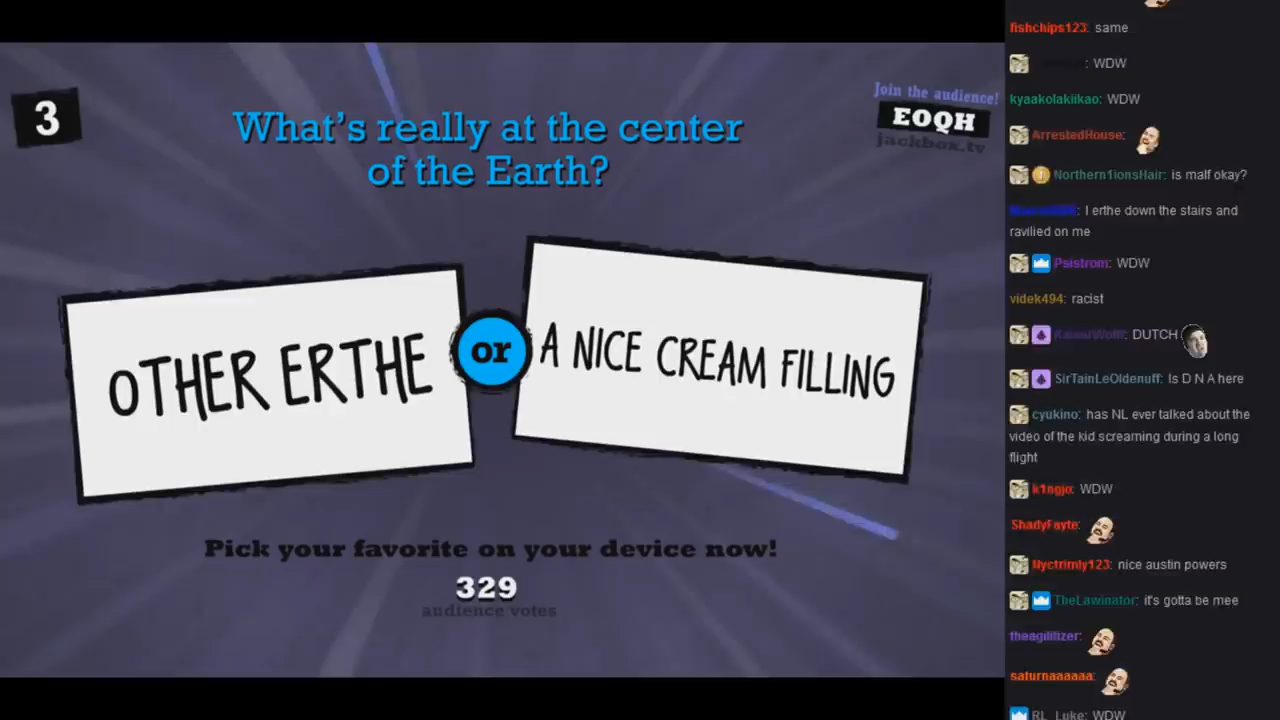 3
What's really at the center
of the Earth?
Join the audience!
EOQH
jackbox.tv
OTHER ERTHE
or
A NICE CREAM FILLING
Pick your favorite on your device now!
329
audience votes
fishchips123: same
: WDW
kyaakolakiikao: WDW
ArrestedHouse:
Northern1ionsHair: is malf okay?
: I erthe down the stairs and
ravilied on me
Psistrom: WDW
videk494: racist
: DUTCH
SirTainLeOldenuff: Is D N A here
cyukino: has NL ever talked about the
video of the kid screaming during a long
flight
k1ngjo: WDW
ShadyFayte:
Nyctrimly123: nice austin powers
TheLawinator: it's gotta be mee
theagilillizer:
saturnaaaaaa:
RL_Luke: WDW